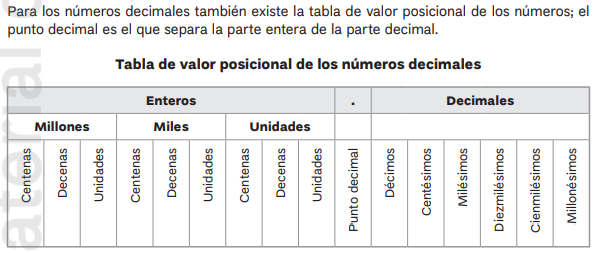 Para los números decimales también existe la tabla de valor posicional de los números; el
punto decimal es el que separa la parte entera de la parte decimal.
Tabla de valor posicional de los números decimales
Enteros . Decimales
Millones Miles Unidades
Centenas Decenas Unidades Centenas Decenas Unidades Centenas Decenas Unidades Punto decimal Décimos Centésimos Milésimos Diezmilésimos Cienmilésimos Millonésimos